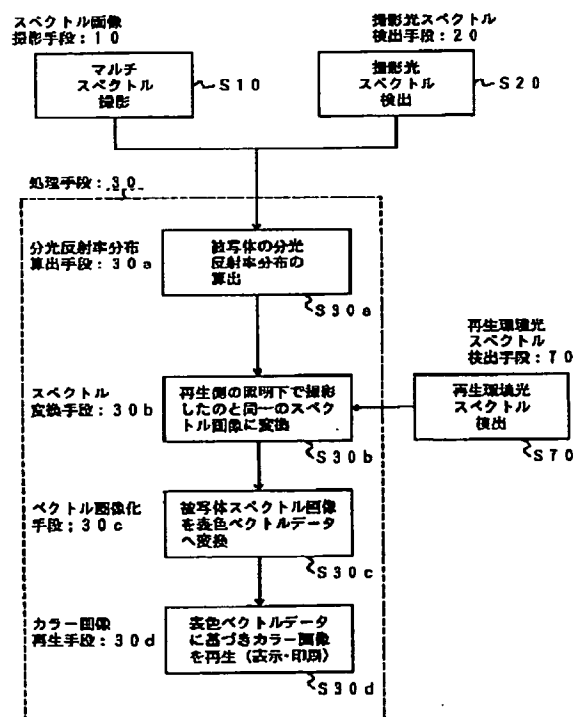 スペクトル画像
撮影手段:10
マルチ
スペクトル
撮影
S10
撮影光スペクトル
検出手段:20
撮影光
スペクトル
検出
S20
処理手段:30
分光反射率分布
算出手段:30a
被写体の分光
反射率分布の
算出
S30a
再生環境光
スペクトル
検出手段:70
スペクトル
変換手段:30b
再生側の照明下で撮影
したのと同一のスペク
トル画像に変換
S30b
再生環境光
スペクトル
検出
S70
ベクトル画像化
手段:30c
被写体スペクトル画像
を表色ベクトルデータ
へ変換
S30c
カラー画像
再生手段:30d
表色ベクトルデータ
に基づきカラー画像
を再生(表示・印刷)
S30d